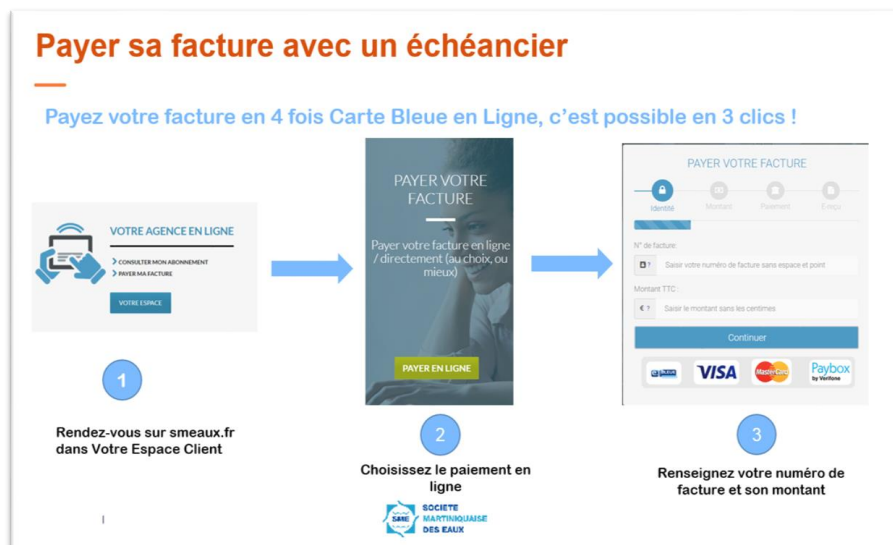 Payer sa facture avec un échéancier
Payez votre facture en 4 fois Carte Bleue en Ligne, c'est possible en 3 clics !
VOTRE AGENCE EN LIGNE
> CONSULTER MON ABONNEMENT
> PAYER MA FACTURE
VOTRE ESPACE
1
Rendez-vous sur smeaux.fr
dans Votre Espace Client
PAYER VOTRE
FACTURE
Payer votre facture en ligne
/ directement (au choix, ou
mieux)
PAYER EN LIGNE
2
Choisissez le paiement en
ligne
PAYER VOTRE FACTURE
Identité Montant Paiement
N° de facture:
? Saisir votre numéro de facture sans espace et point
Montant TTC:
€ ? Saisir le montant sans les centimes
Continuer
e BLEUE VISA MasterCard Paybox
by Verifone
3
Renseignez votre numéro de
facture et son montant
SME
SOCIETE
MARTINIQUAISE
DES EAUX